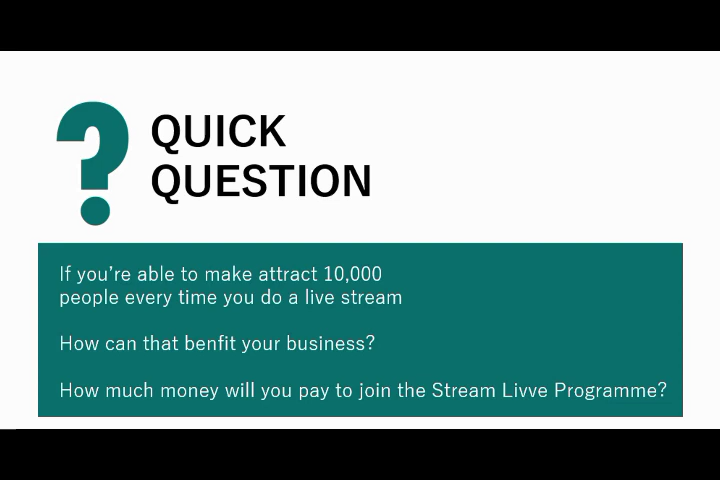 QUICK
QUESTION
If you're able to make attract 10,000
people every time you do a live stream
How can that benfit your business?
How much money will you pay to join the Stream Livve Programme?